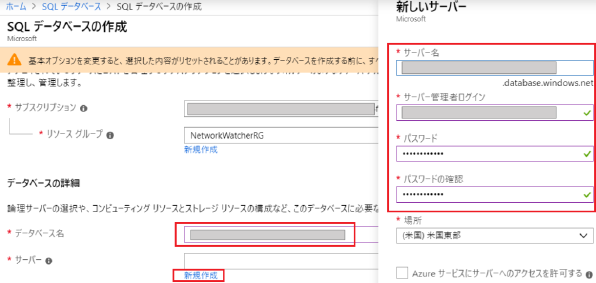 ホーム > SQL データベース > SQL データベースの作成
SQL データベースの作成
Microsoft
基本オプションを変更すると、選択した内容がリセットされることがあります。データベースを作成する前に、すべ
整理し、管理します。
* サブスクリプション
* リソース グループ
NetworkWatcherRG
新規作成
データベースの詳細
論理サーバーの選択や、コンピューティング リソースとストレージ リソースの構成など、このデータベースに必要な
* データベース名
* サーバー
新規作成
新しいサーバー
Microsoft
* サーバー名
.database.windows.net
* サーバー管理者ログイン
* パスワード
••••••••••••
* パスワードの確認
••••••••••••
* 場所
(米国) 米国東部
Azure サービスにサーバーへのアクセスを許可する